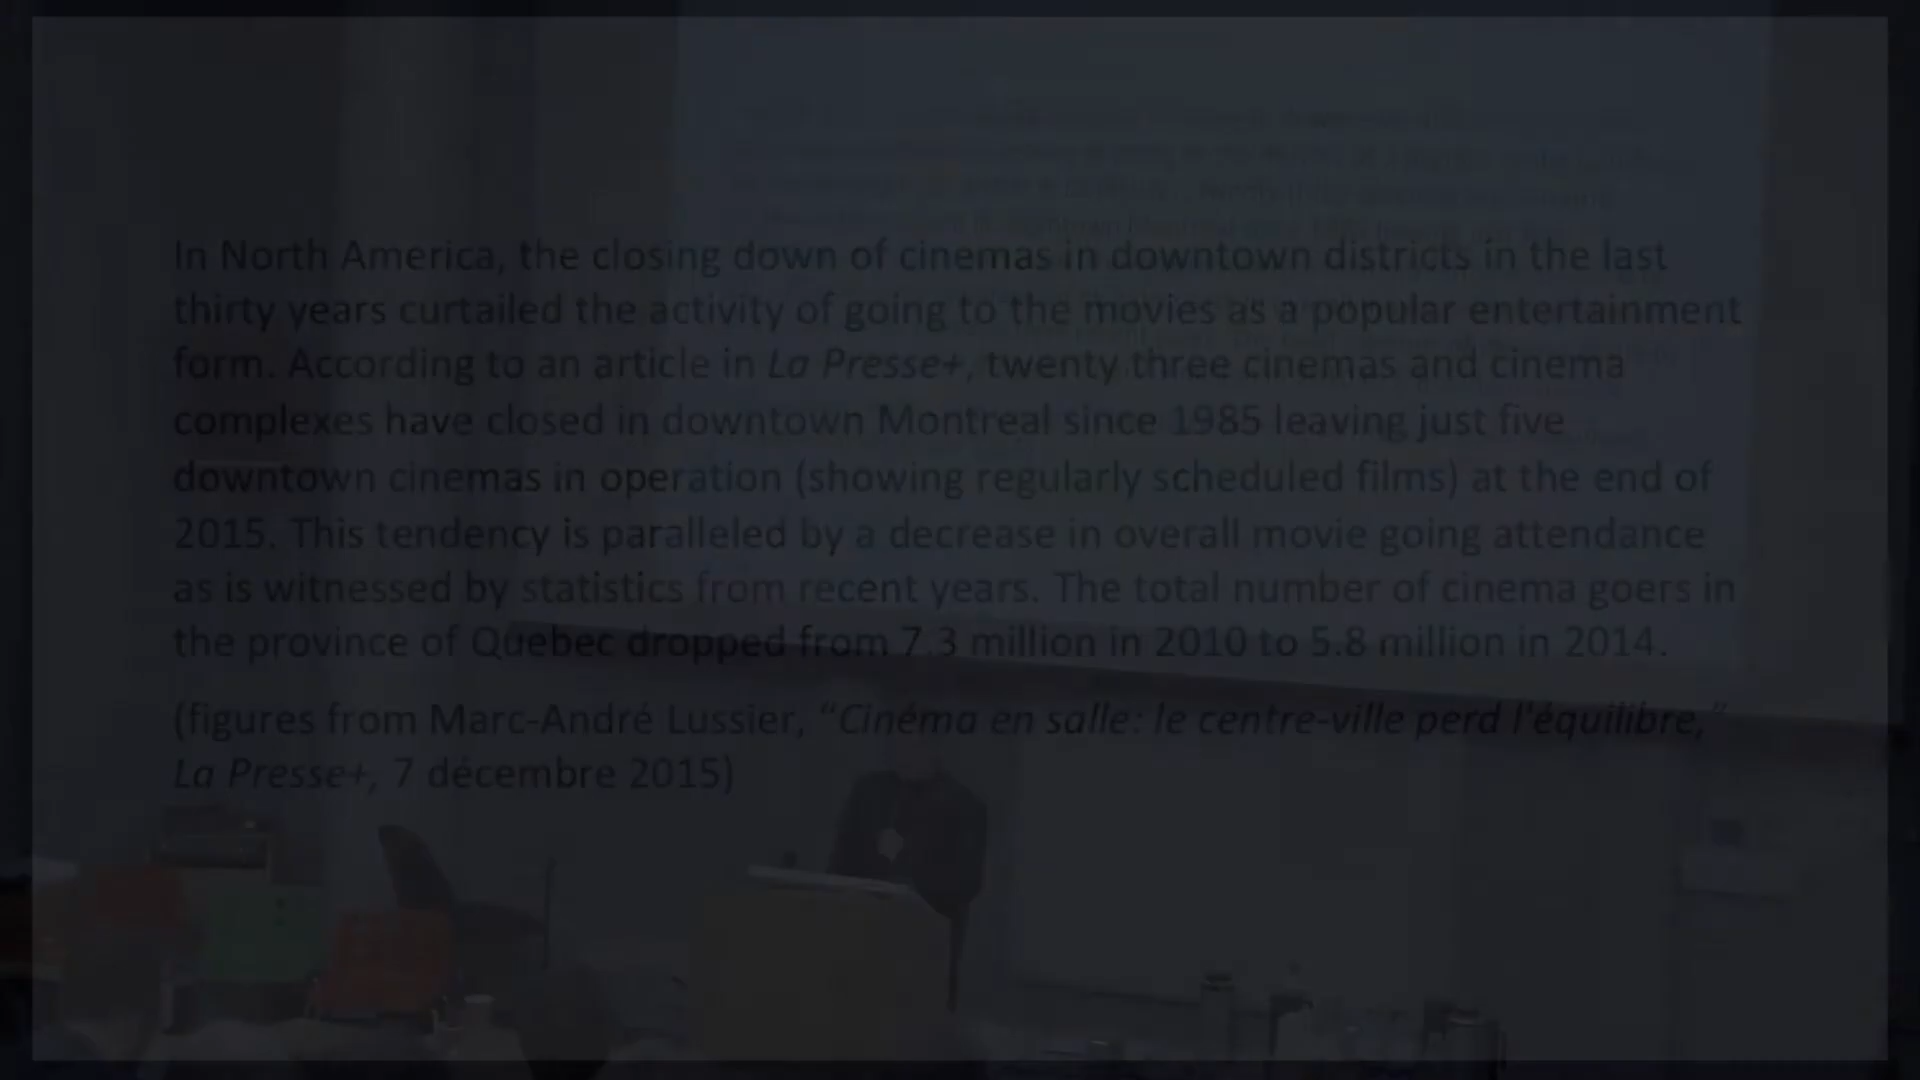 In North America, the closing down of cinemas in downtown districts in the last
thirty years curtailed the activity of going to the movies as a popular entertainment
form. According to an article in La Presse+, twenty three cinemas and cinema
complexes have closed in downtown Montreal since 1985 leaving just five
downtown cinemas in operation (showing regularly scheduled films) at the end of
2015. This tendency is paralleled by a decrease in overall movie going attendance
as is witnessed by statistics from recent years. The total number of cinema goers in
the province of Quebec dropped from 7.3 million in 2010 to 5.8 million in 2014.
(figures from Marc-André Lussier, “Cinéma en salle: le centre-ville perd l'équilibre,”
La Presse+, 7 décembre 2015)